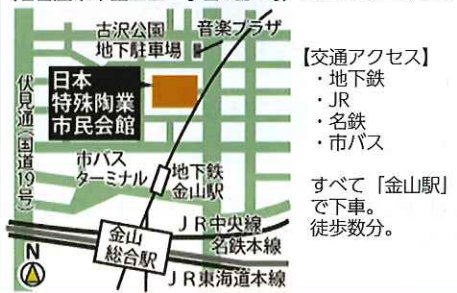 古沢公園
地下駐車場
音楽プラザ
日本
特殊陶業
市民会館
伏見通(国道19号)
市バス
ターミナル
地下鉄
金山駅
JR中央線
名鉄本線
金山
総合駅
JR東海道本線
N
【交通アクセス】
・地下鉄
・JR
・名鉄
・市バス
すべて「金山駅」
で下車。
徒歩数分。